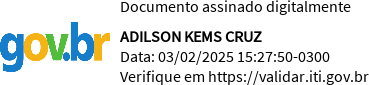 Documento assinado digitalmente
gov.br
ADILSON KEMS CRUZ
Data: 03/02/2025 15:27:50-0300
Verifique em https://validar.iti.gov.br